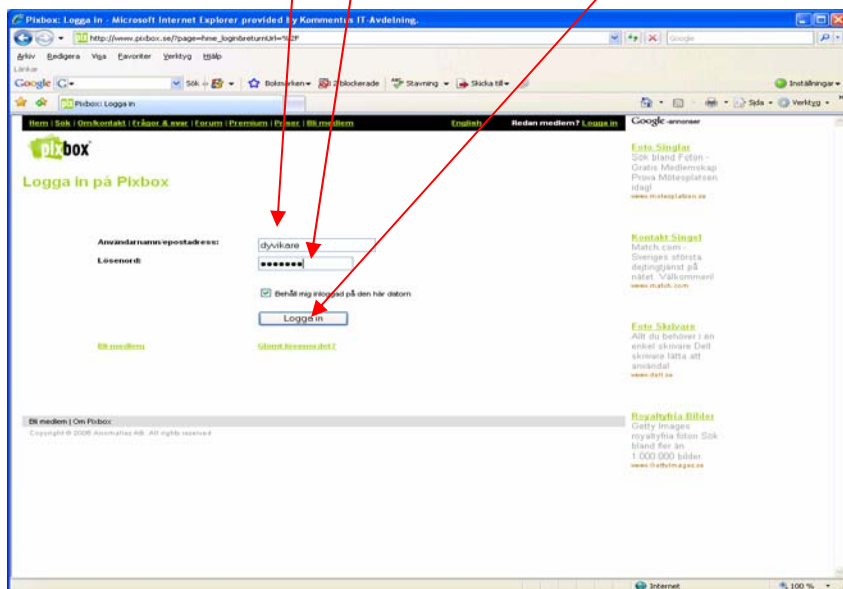 Pixbox: Logga in - Microsoft Internet Explorer provided by Kommentus IT-Avdelning.
http://www.pixbox.se/?page=hme_login&returnUrl=%2F
Google
Arkiv Redigera Visa Favoriter Verktyg Hjälp
Länkar
Google G Sök Bokmärken 2 blockerade Stavning Skicka till Inställningar
Pixbox: Logga in Sida Verktyg
Hem | Sök | Om/kontakt | Frågor & svar | Forum | Premium | Priser | Bli medlem English Redan medlem? Logga in
pixbox
Logga in på Pixbox
Användarnamn/epostadress: dyvikare
Lösenord: •••••••
Behåll mig inloggad på den här datorn
Logga in
Bli medlem Glömt lösenordet?
Bli medlem | Om Pixbox
All rights reserved
Google-annonser
Foto Singlar
Sök bland Foton -
Gratis Medlemskap
Prova Mötesplatsen
idag!
www.motesplatsen.se
Kontakt Singel
Match.com -
Sveriges största
dejtingtjänst på
nätet. Välkommen!
www.match.com
Foto Skrivare
Allt du behöver i en
enkel skrivare Dell
skrivare lätta att
använda!
www.dell.se
Royaltyfria Bilder
Getty Images
royaltyfria foton Sök
bland fler än
1 000 000 bilder
www.GettyImages.se
Internet 100 %